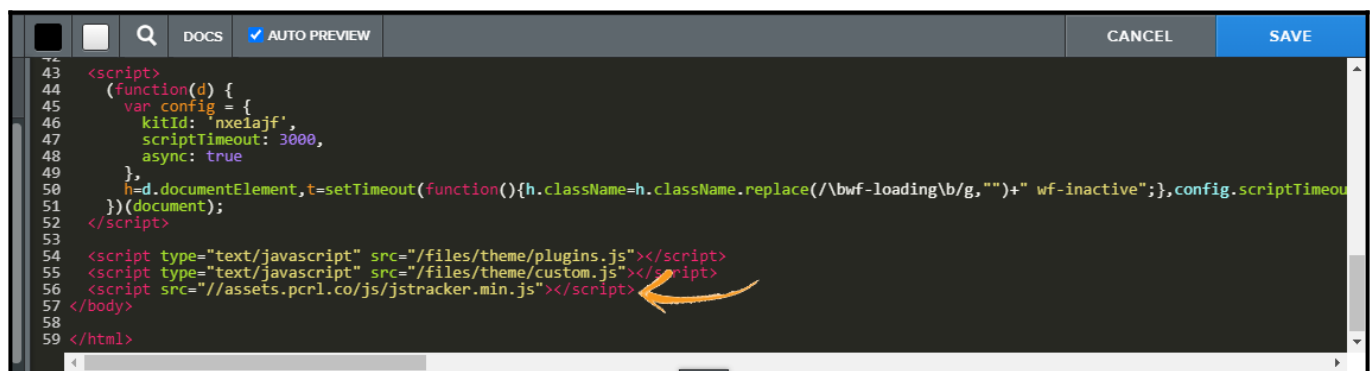 DOCS AUTO PREVIEW CANCEL SAVE
42
43 <script>
44 (function(d) {
45 var config = {
46 kitId: 'nxe1ajf',
47 scriptTimeout: 3000,
48 async: true
49 },
50 h=d.documentElement,t=setTimeout(function(){h.className=h.className.replace(/\bwf-loading\b/g,"")+" wf-inactive";},config.scriptTimeou
51 })(document);
52 </script>
53
54 <script type="text/javascript" src="/files/theme/plugins.js"></script>
55 <script type="text/javascript" src="/files/theme/custom.js"></script>
56 <script src="//assets.pcrl.co/js/jstracker.min.js"></script>
57 </body>
58
59 </html>